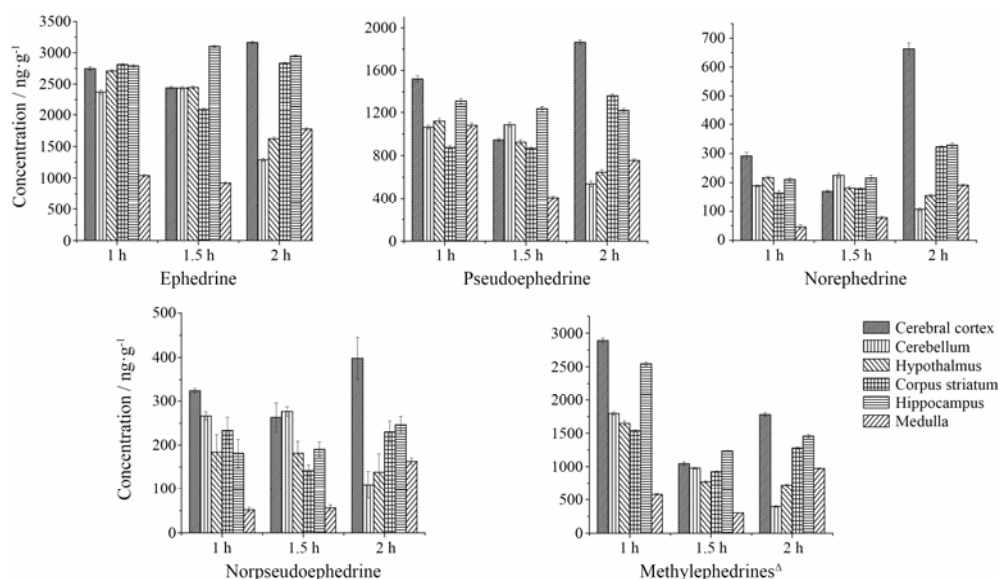 Concentration / ng·g⁻¹
3500
3000
2500
2000
1500
1000
500
0
1 h 1.5 h 2 h
Ephedrine
2000
1600
1200
800
400
0
1 h 1.5 h 2 h
Pseudoephedrine
700
600
500
400
300
200
100
0
1 h 1.5 h 2 h
Norephedrine
Concentration / ng·g⁻¹
500
400
300
200
100
50
0
1 h 1.5 h 2 h
Norpseudoephedrine
3000
2500
2000
1500
1000
500
0
1 h 1.5 h 2 h
Methylephedrines^Δ
Cerebral cortex
Cerebellum
Hypothalmus
Corpus striatum
Hippocampus
Medulla